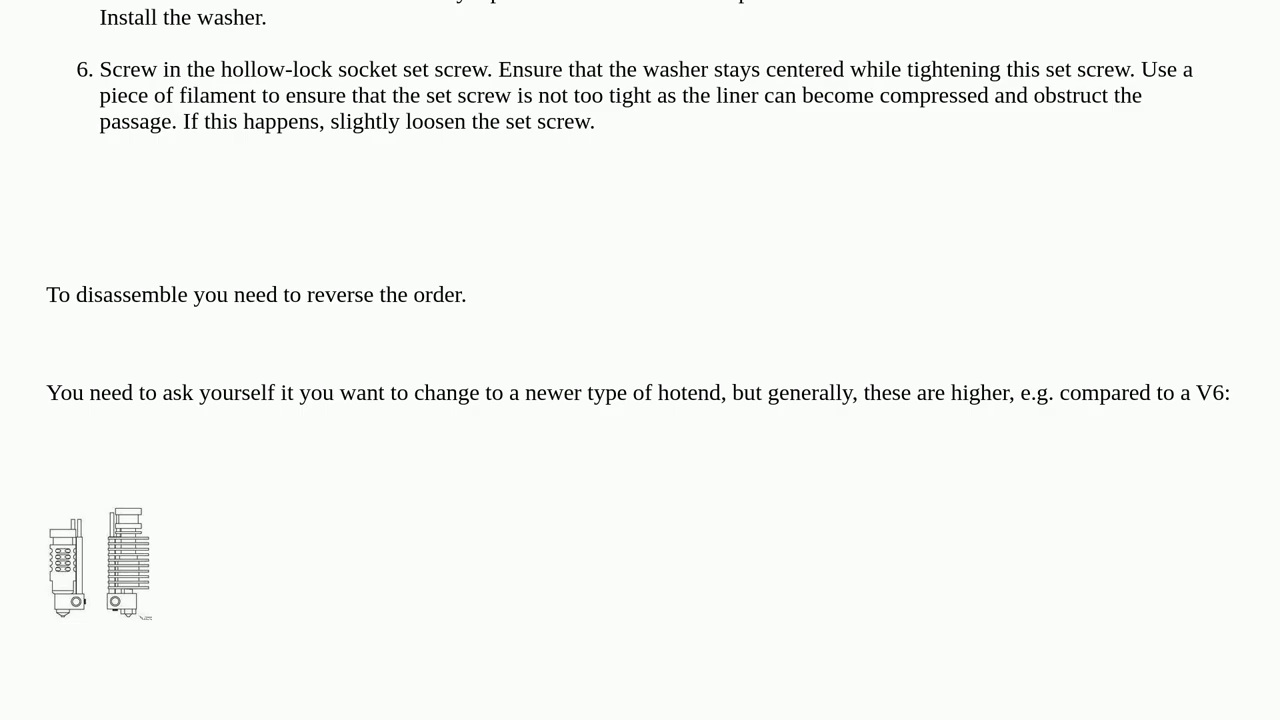 Install the washer.
6. Screw in the hollow-lock socket set screw. Ensure that the washer stays centered while tightening this set screw. Use a
piece of filament to ensure that the set screw is not too tight as the liner can become compressed and obstruct the
passage. If this happens, slightly loosen the set screw.
To disassemble you need to reverse the order.
You need to ask yourself it you want to change to a newer type of hotend, but generally, these are higher, e.g. compared to a V6: